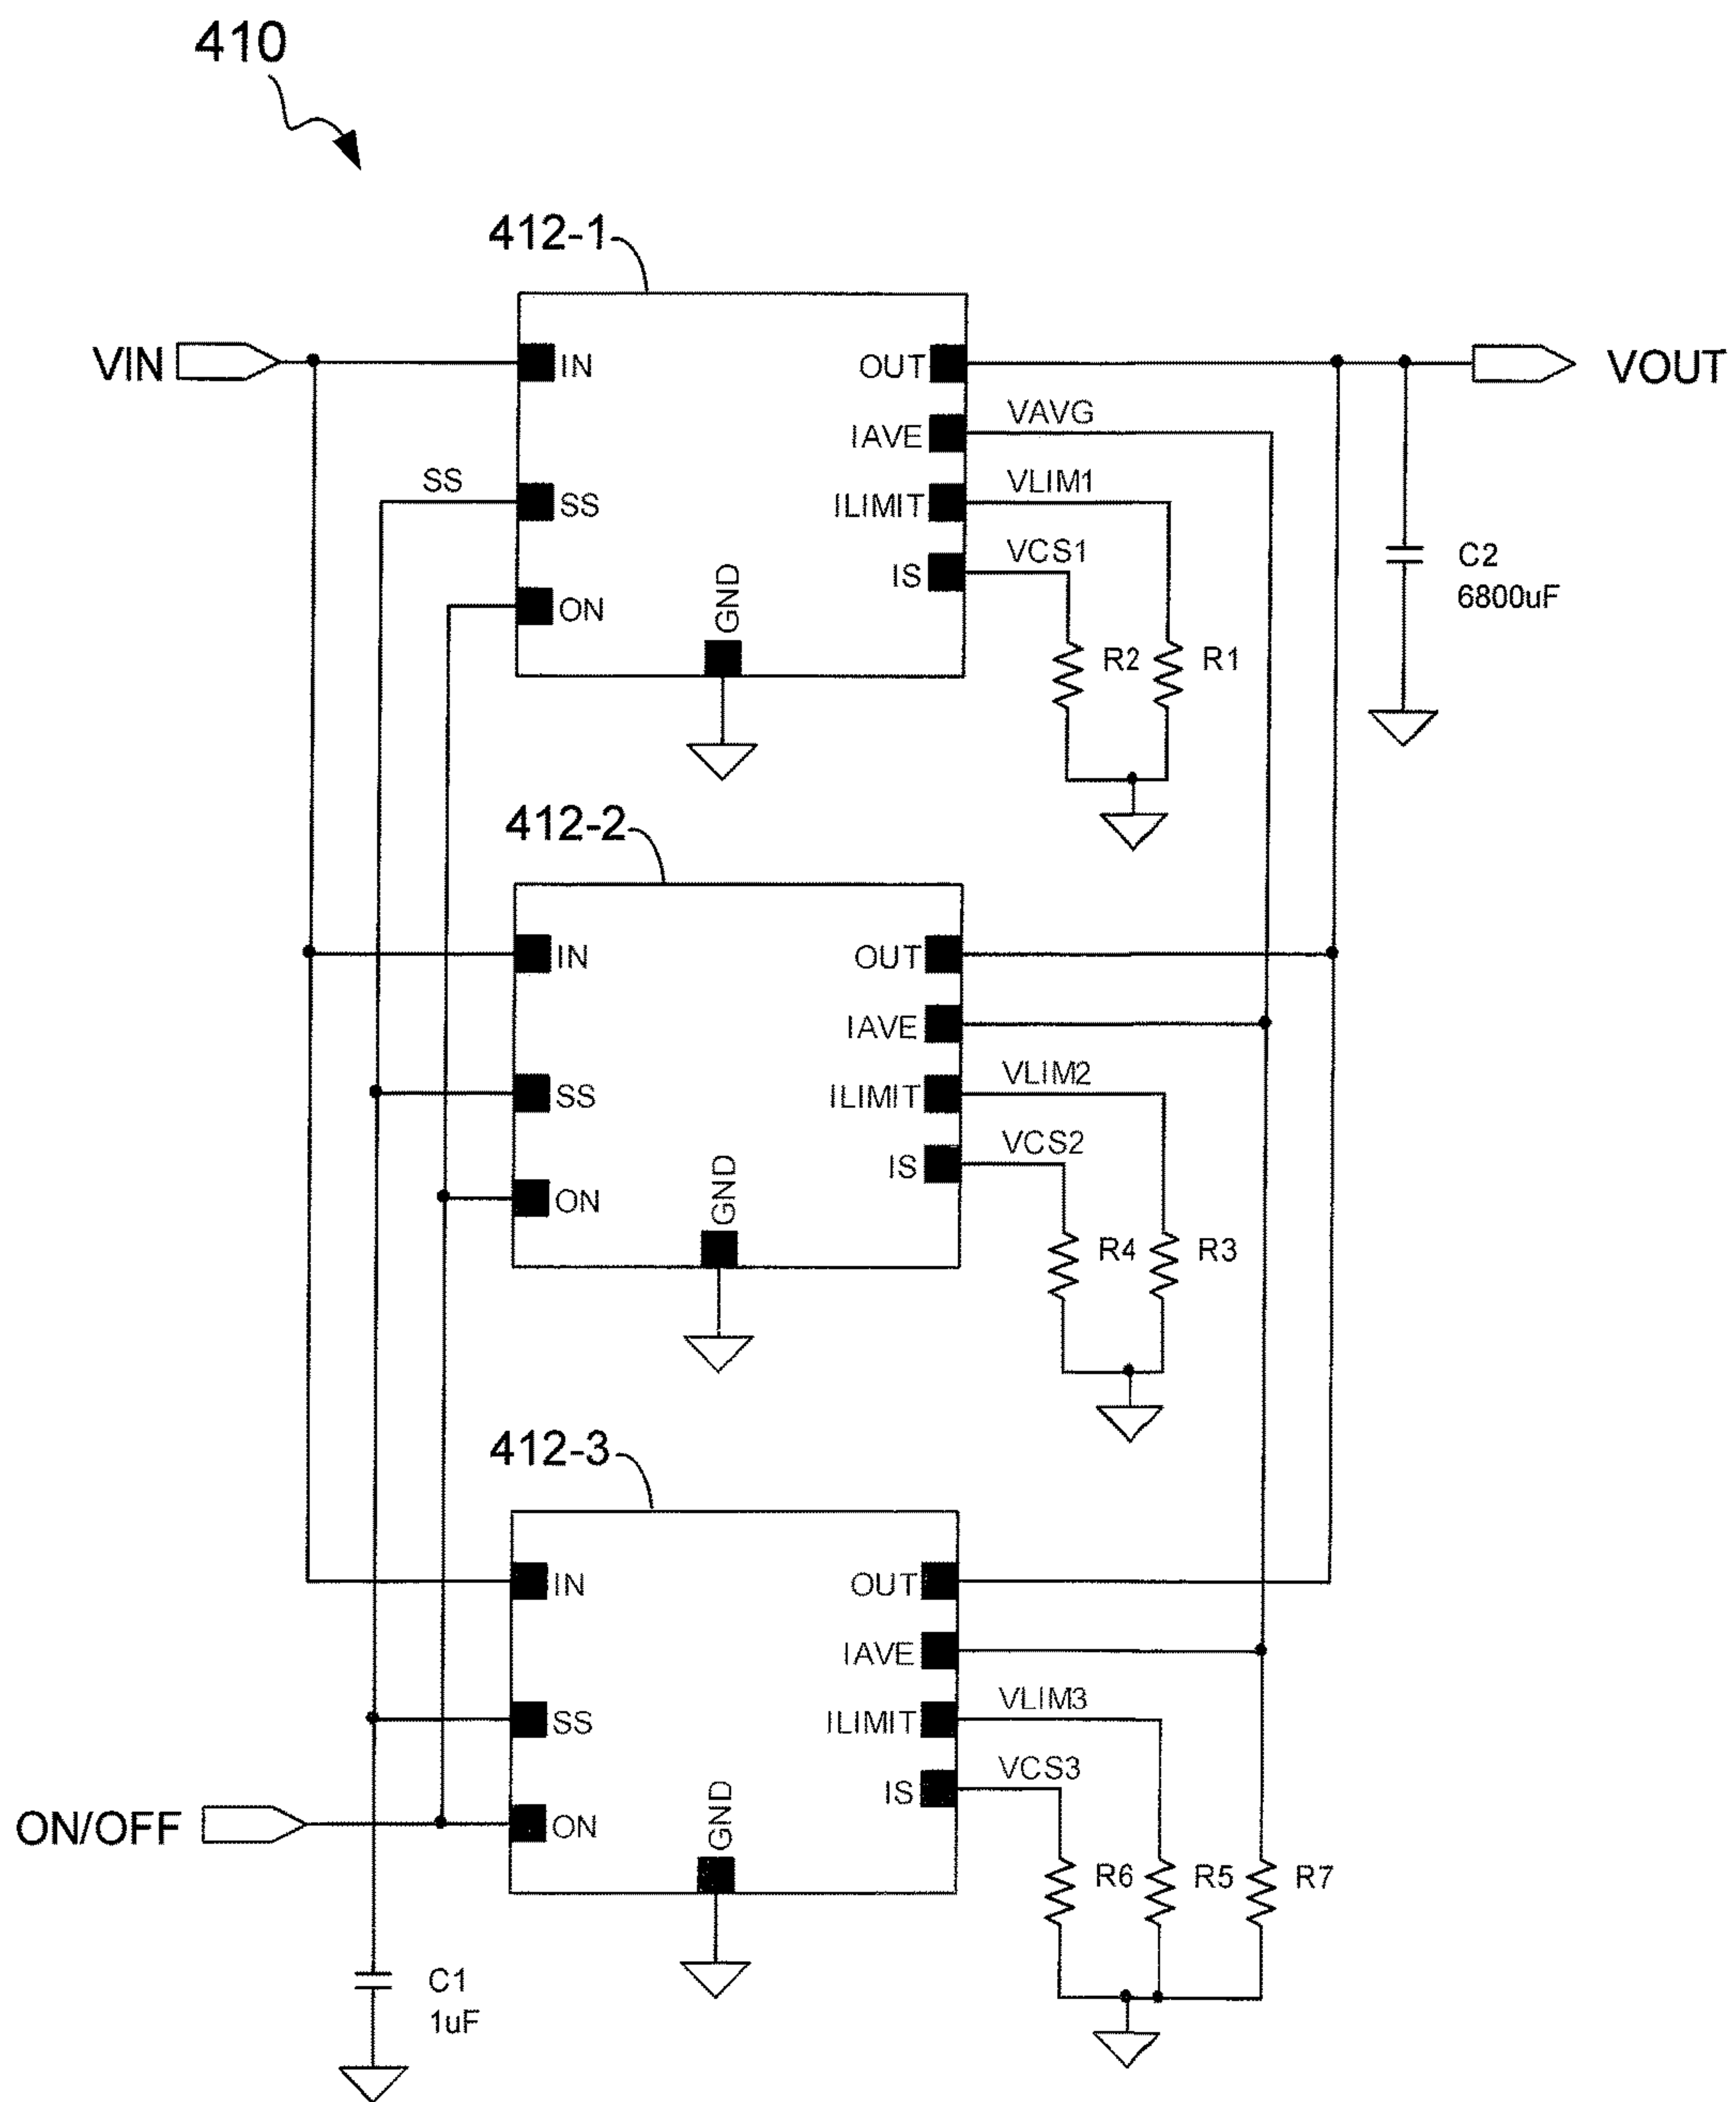 410
412-1
VIN
IN
OUT
VOUT
IAVE
VAVG
SS
SS
ILIMIT
VLIM1
IS
VCS1
ON
GND
R2
R1
C2
6800uF
412-2
IN
OUT
IAVE
SS
ILIMIT
VLIM2
IS
VCS2
ON
GND
R4
R3
412-3
IN
OUT
IAVE
SS
ILIMIT
VLIM3
IS
VCS3
ON/OFF
ON
GND
R6
R5
R7
C1
1uF